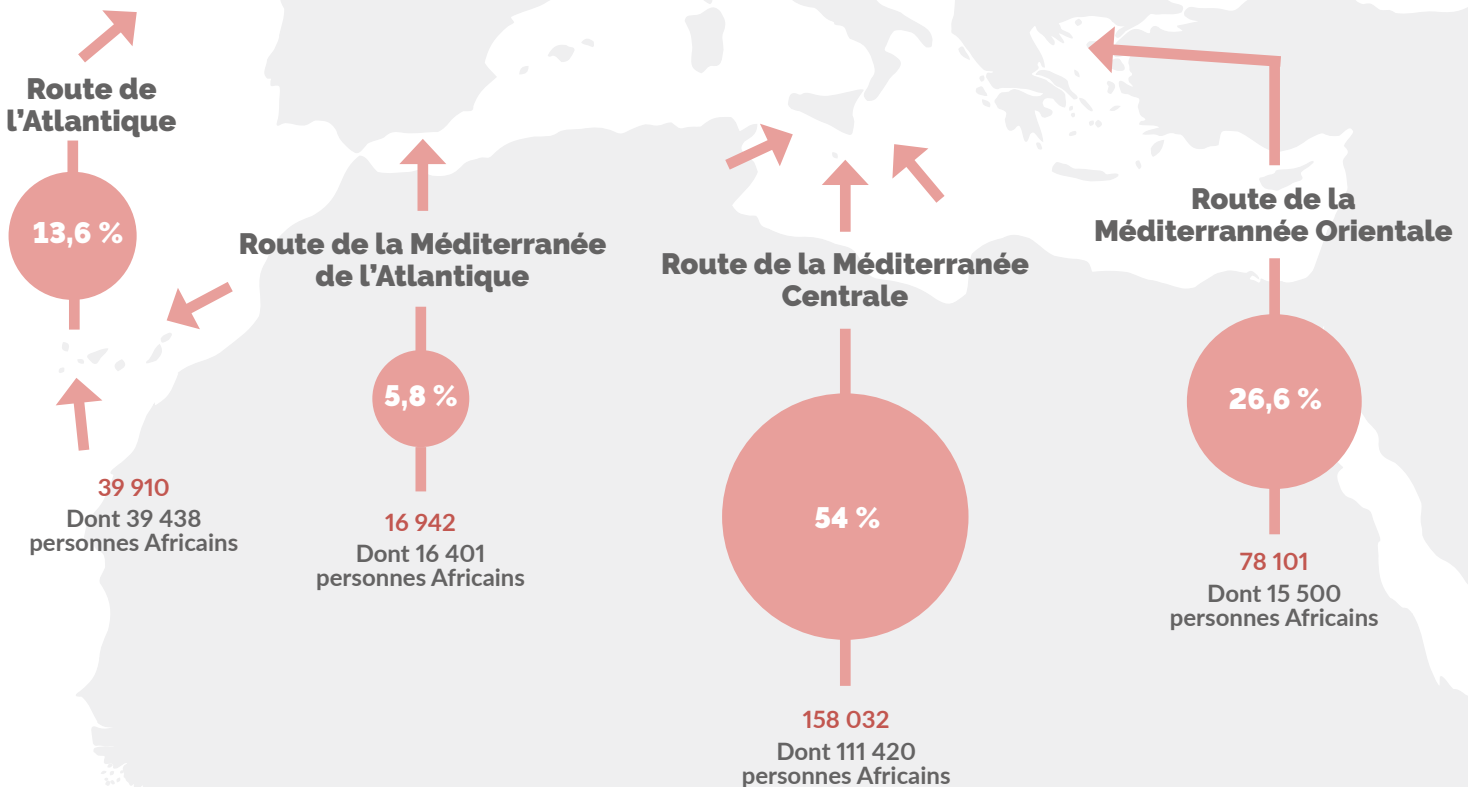 Route de
l'Atlantique
13,6 %
39 910
Dont 39 438
personnes Africains
Route de la Méditerranée
de l'Atlantique
5,8 %
16 942
Dont 16 401
personnes Africains
Route de la Méditerranée
Centrale
54 %
158 032
Dont 111 420
personnes Africains
Route de la
Méditerrannée Orientale
26,6 %
78 101
Dont 15 500
personnes Africains